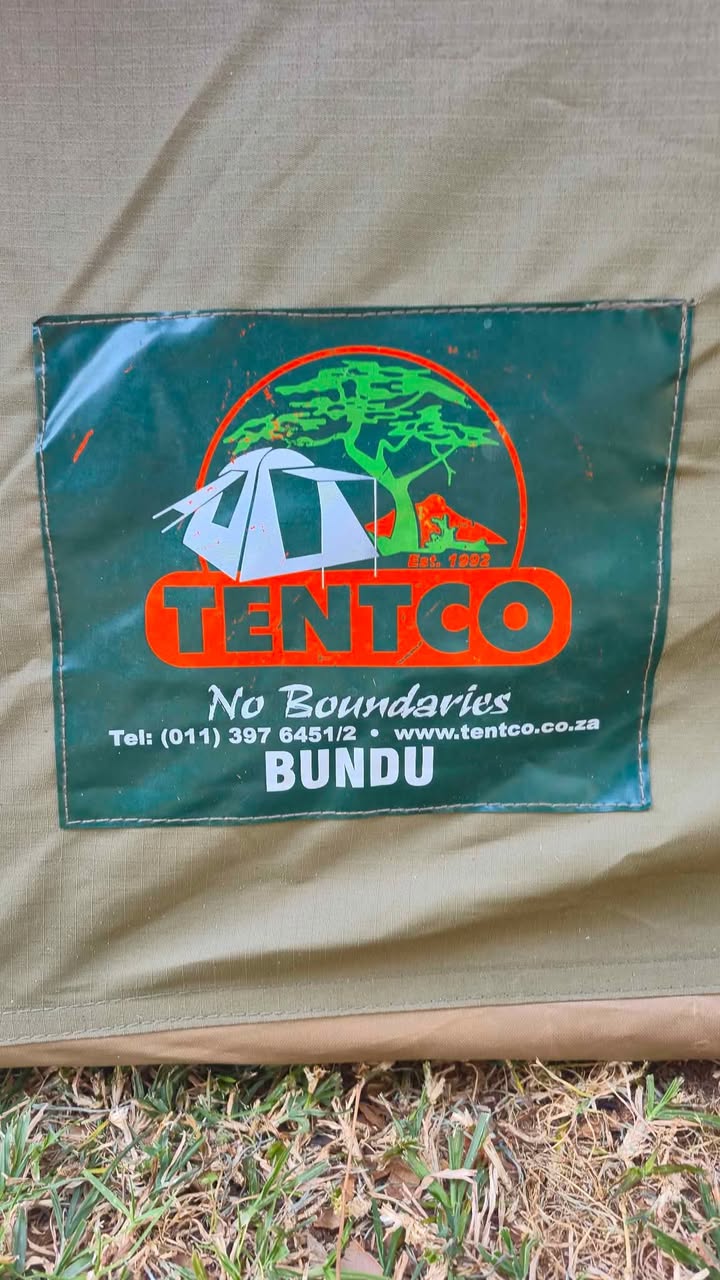 Est. 1992
TENTCO
No Boundaries
Tel: (011) 397 6451/2 • www.tentco.co.za
BUNDU